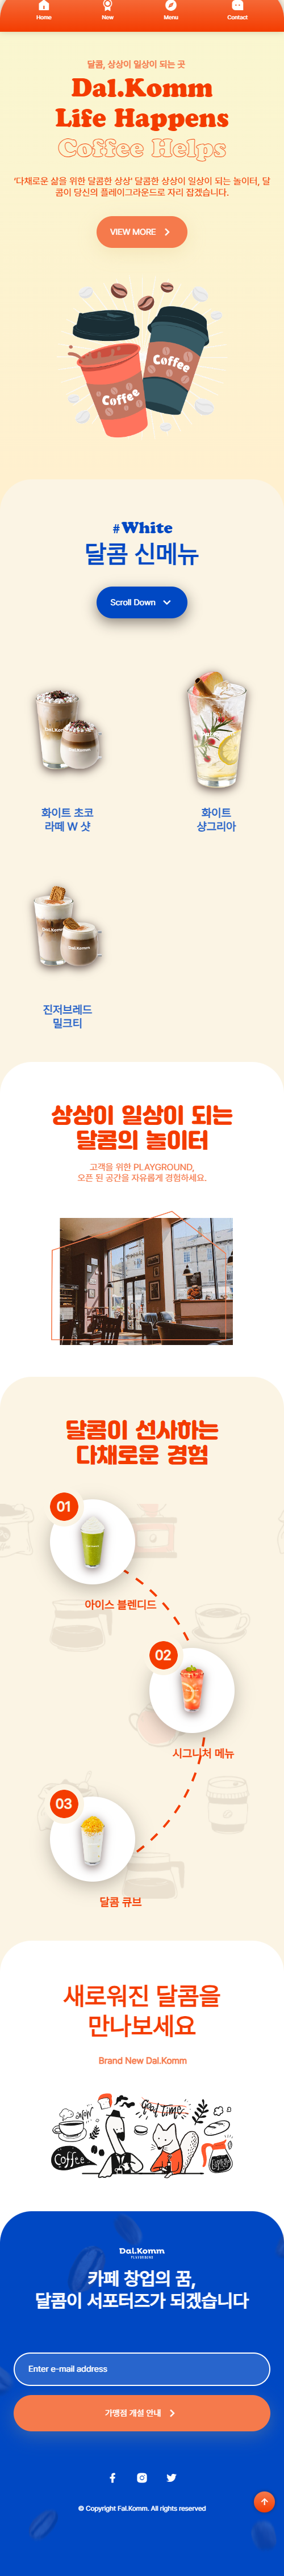 Home New Menu Contact
달콤, 상상이 일상이 되는 곳
Dal.Komm
Life Happens
Coffee Helps
'다채로운 삶을 위한 달콤한 상상' 달콤한 상상이 일상이 되는 놀이터, 달
콤이 당신의 플레이그라운드로 자리 잡겠습니다.
VIEW MORE
Coffee
Coffee
#White
달콤 신메뉴
Scroll Down
화이트 초코
라떼 W 샷
화이트
샹그리아
진저브레드
밀크티
상상이 일상이 되는
달콤의 놀이터
고객을 위한 PLAYGROUND,
오픈 된 공간을 자유롭게 경험하세요.
달콤이 선사하는
다채로운 경험
01
아이스 블렌디드
02
시그니처 메뉴
03
달콤 큐브
새로워진 달콤을
만나보세요
Brand New Dal.Komm
Coffee
Dal.Komm
PLAYGROUND
카페 창업의 꿈,
달콤이 서포터즈가 되겠습니다
Enter e-mail address
가맹점 개설 안내
© Copyright Fal.Komm. All rights reserved